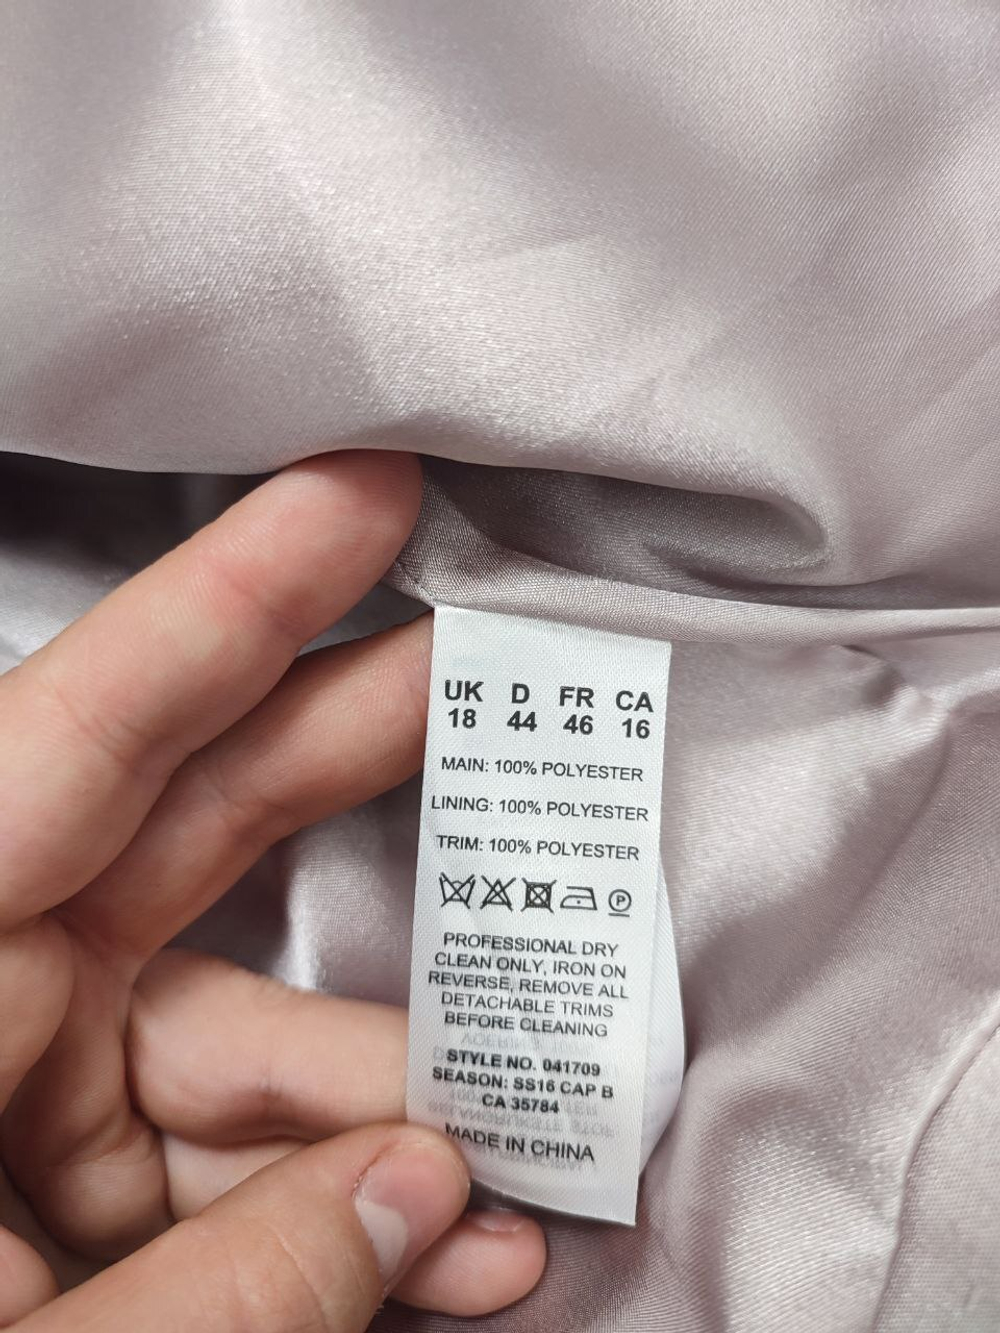 UK D FR CA
18 44 46 16
MAIN: 100% POLYESTER
LINING: 100% POLYESTER
TRIM: 100% POLYESTER
P
PROFESSIONAL DRY
CLEAN ONLY, IRON ON
REVERSE, REMOVE ALL
DETACHABLE TRIMS
BEFORE CLEANING
STYLE NO. 041709
SEASON: SS16 CAP B
CA 35784
MADE IN CHINA